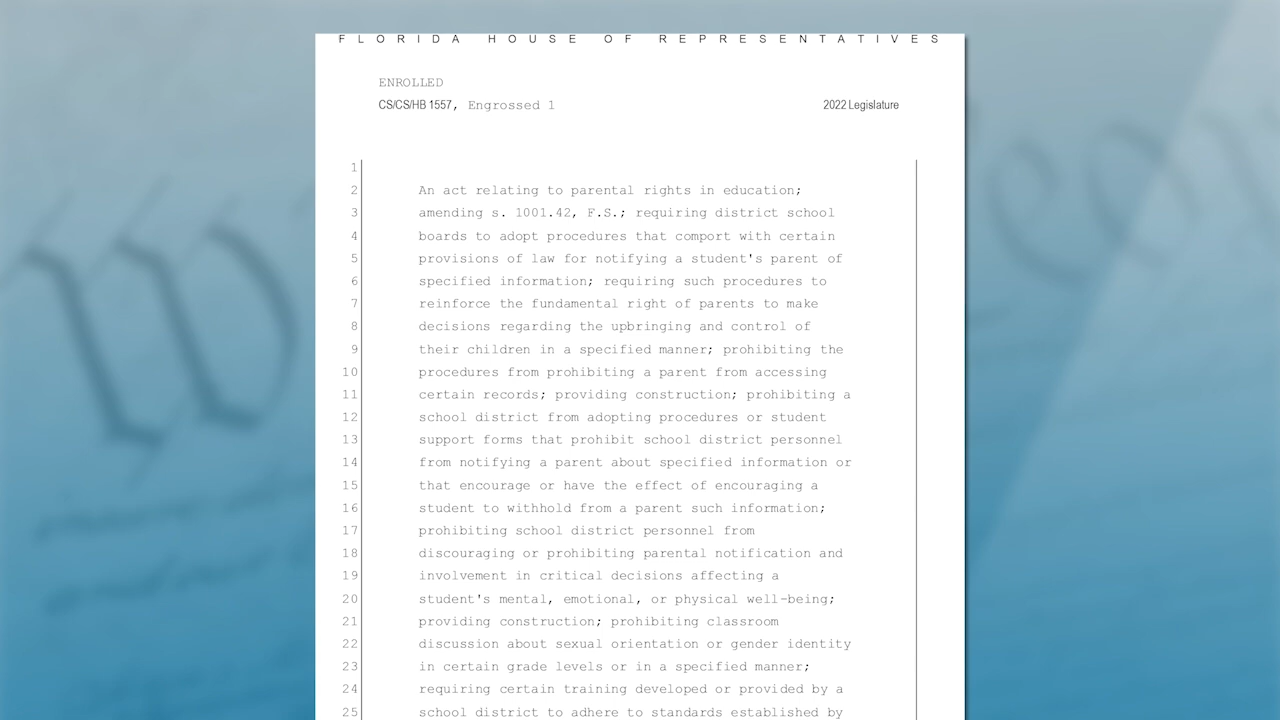 FLORIDA HOUSE OF REPRESENTATIVES
ENROLLED
CS/CS/HB 1557, Engrossed 1 2022 Legislature
1
2 An act relating to parental rights in education;
3 amending s. 1001.42, F.S.; requiring district school
4 boards to adopt procedures that comport with certain
5 provisions of law for notifying a student's parent of
6 specified information; requiring such procedures to
7 reinforce the fundamental right of parents to make
8 decisions regarding the upbringing and control of
9 their children in a specified manner; prohibiting the
10 procedures from prohibiting a parent from accessing
11 certain records; providing construction; prohibiting a
12 school district from adopting procedures or student
13 support forms that prohibit school district personnel
14 from notifying a parent about specified information or
15 that encourage or have the effect of encouraging a
16 student to withhold from a parent such information;
17 prohibiting school district personnel from
18 discouraging or prohibiting parental notification and
19 involvement in critical decisions affecting a
20 student's mental, emotional, or physical well-being;
21 providing construction; prohibiting classroom
22 discussion about sexual orientation or gender identity
23 in certain grade levels or in a specified manner;
24 requiring certain training developed or provided by a
25 school district to adhere to standards established by